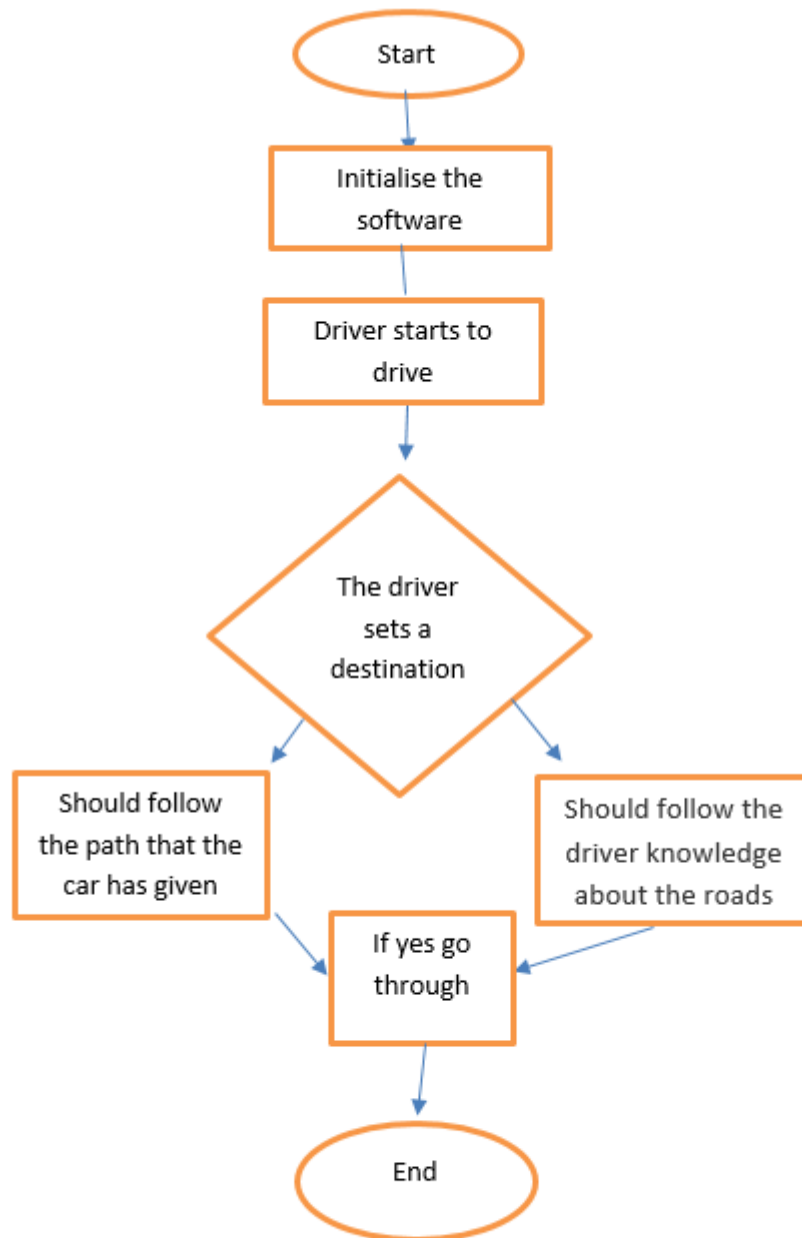 Start
Initialise the
software
Driver starts to
drive
The driver
sets a
destination
Should follow
the path that the
car has given
Should follow the
driver knowledge
about the roads
If yes go
through
End